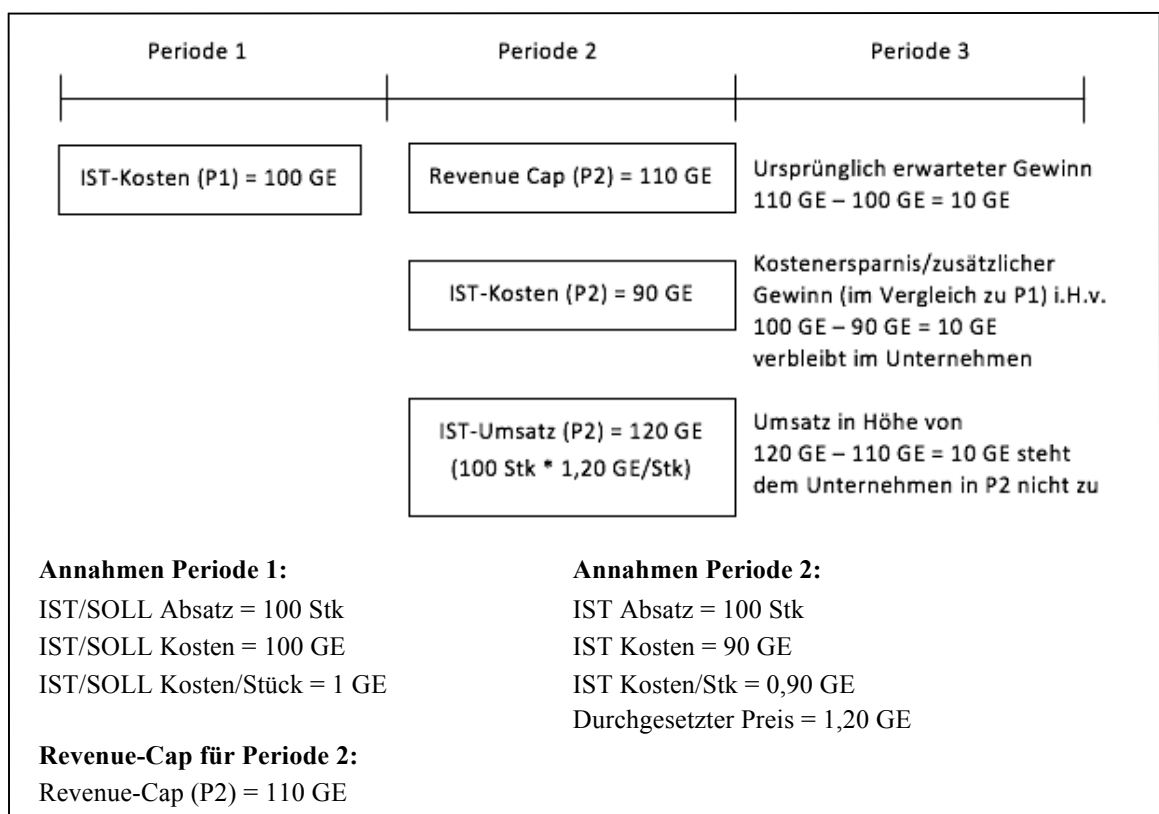 Periode 1
Periode 2
Periode 3
IST-Kosten (P1) = 100 GE
Revenue Cap (P2) = 110 GE
Ursprünglich erwarteter Gewinn
110 GE – 100 GE = 10 GE
IST-Kosten (P2) = 90 GE
Kostenersparnis/zusätzlicher
Gewinn (im Vergleich zu P1) i.H.v.
100 GE – 90 GE = 10 GE
verbleibt im Unternehmen
IST-Umsatz (P2) = 120 GE
(100 Stk * 1,20 GE/Stk)
Umsatz in Höhe von
120 GE – 110 GE = 10 GE steht
dem Unternehmen in P2 nicht zu
Annahmen Periode 1:
IST/SOLL Absatz = 100 Stk
IST/SOLL Kosten = 100 GE
IST/SOLL Kosten/Stück = 1 GE
Annahmen Periode 2:
IST Absatz = 100 Stk
IST Kosten = 90 GE
IST Kosten/Stk = 0,90 GE
Durchgesetzter Preis = 1,20 GE
Revenue-Cap für Periode 2:
Revenue-Cap (P2) = 110 GE